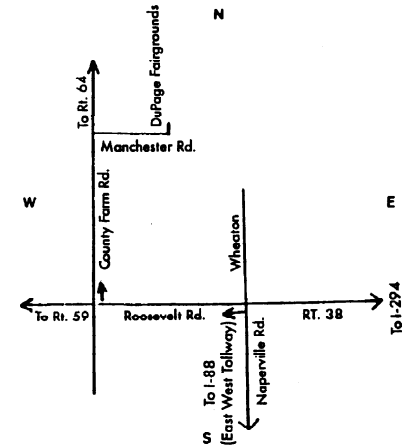 N
To Rt. 64
DuPage Fairgrounds
Manchester Rd.
County Farm Rd.
W
E
Wheaton
To Rt. 59
Roosevelt Rd.
RT. 38
To I-294
To I-88
(East West Tollway)
Naperville Rd.
S